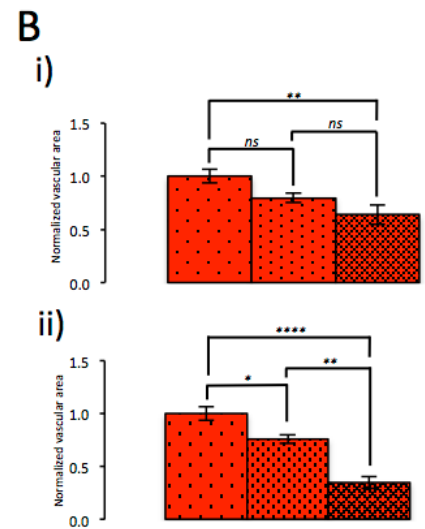 B
i)
**
ns
ns
1.5
1.0
0.5
0.0
Normalized vascular area
ii)
****
**
*
1.5
1.0
0.5
0.0
Normalized vascular area